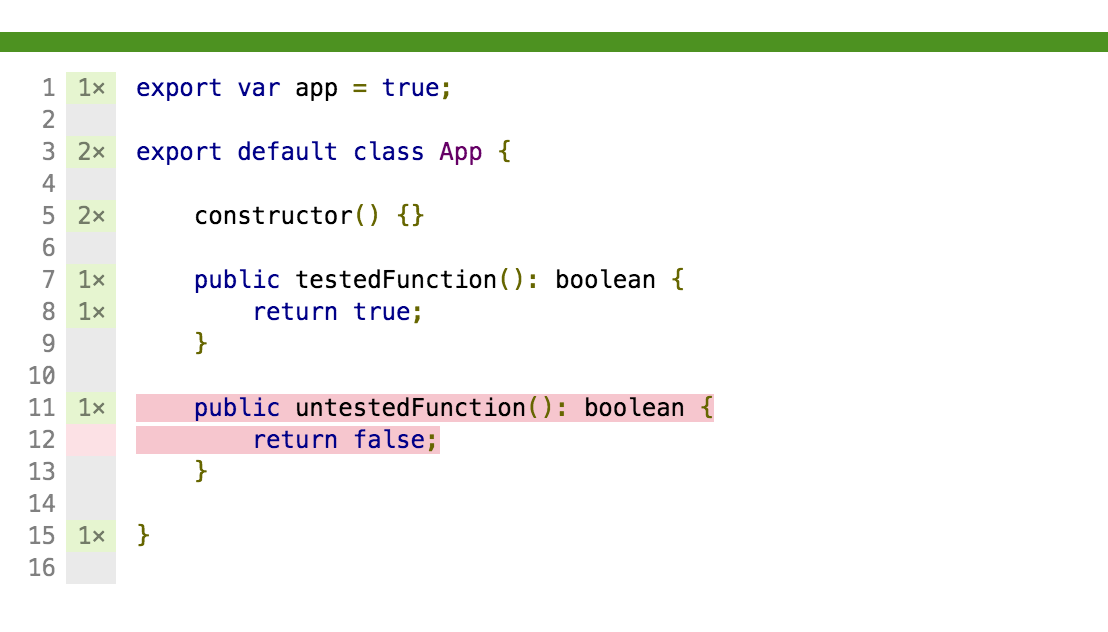 1 1× export var app = true;
2
3 2× export default class App {
4
5 2×     constructor() {}
6
7 1×     public testedFunction(): boolean {
8 1×         return true;
9     }
10
11 1×     public untestedFunction(): boolean {
12         return false;
13     }
14
15 1× }
16